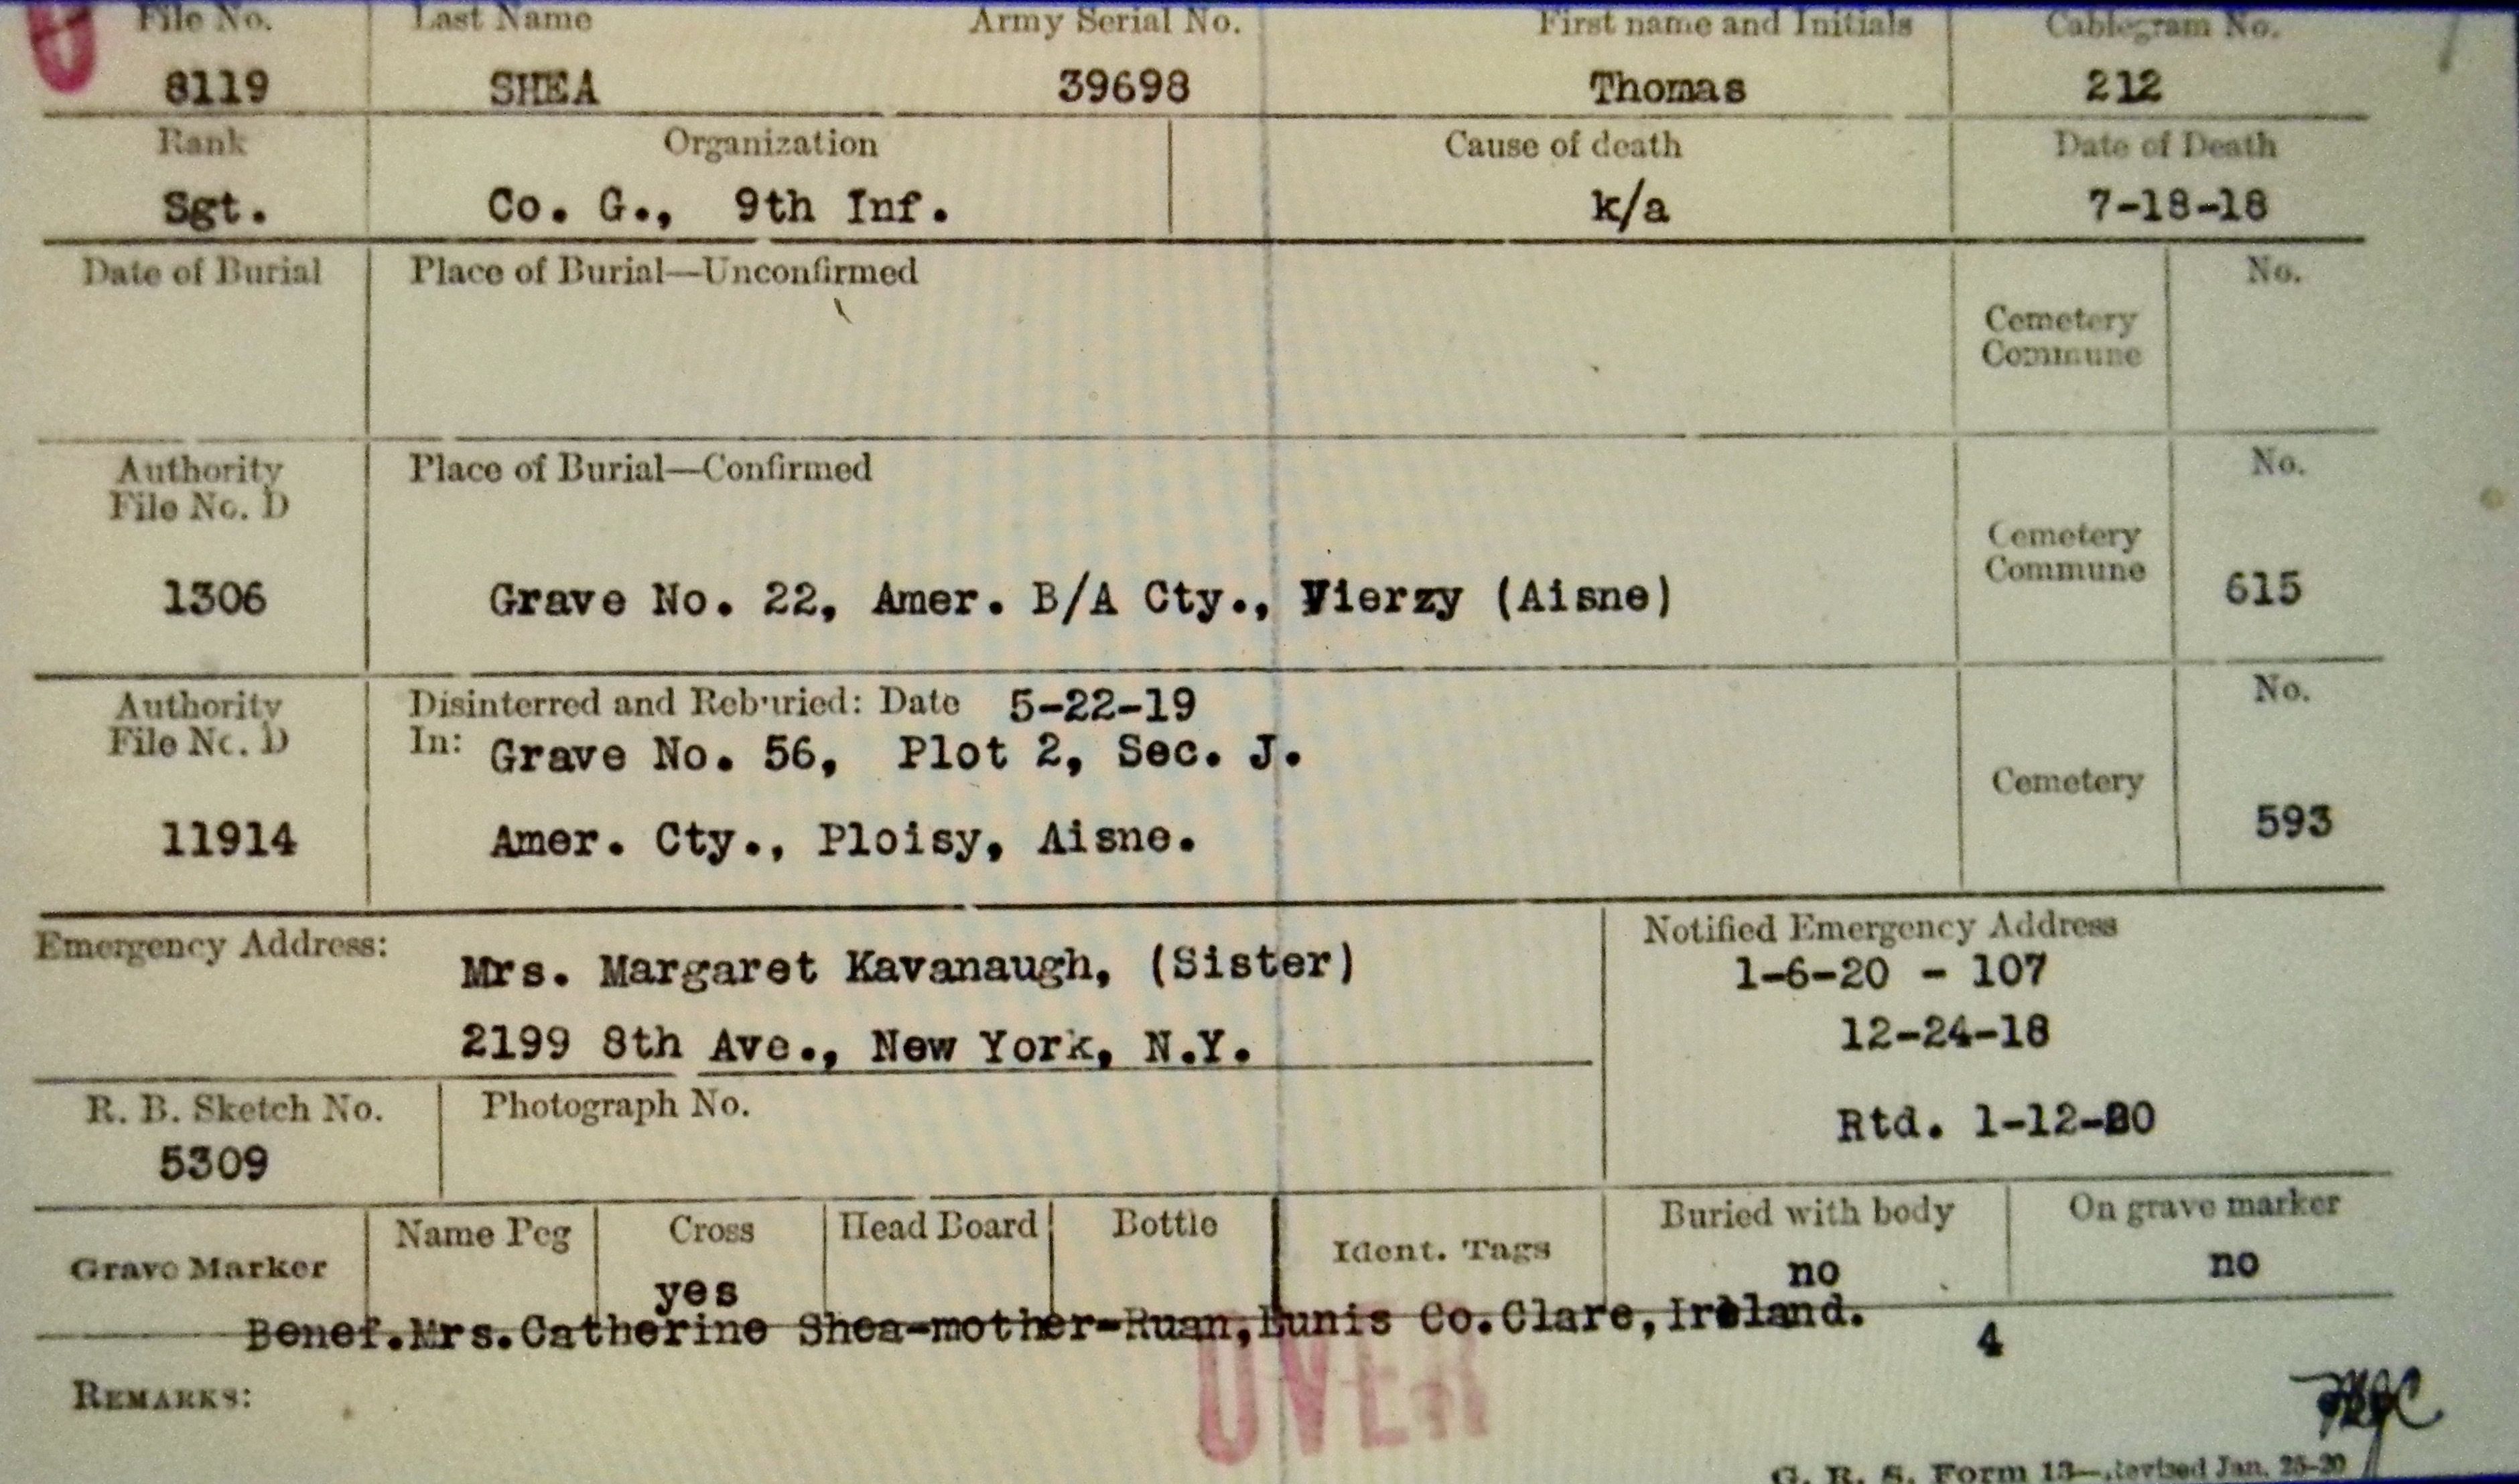 File No. Last Name Army Serial No. First name and Initials Cablegram No.
8119 SHEA 39698 Thomas 212
Rank Organization Cause of death Date of Death
Sgt. Co. G., 9th Inf. k/a 7-18-18
Date of Burial Place of Burial—Unconfirmed No.
Cemetery
Commune
Authority Place of Burial—Confirmed No.
File No. D
Cemetery
Commune
1306 Grave No. 22, Amer. B/A Cty., Vierzy (Aisne) 615
Authority Disinterred and Reburied: Date 5-22-19 No.
File No. D In: Grave No. 56, Plot 2, Sec. J.
Cemetery
11914 Amer. Cty., Ploisy, Aisne. 593
Emergency Address: Notified Emergency Address
Mrs. Margaret Kavanaugh, (Sister) 1-6-20 - 107
2199 8th Ave., New York, N.Y. 12-24-18
R. B. Sketch No. Photograph No. Rtd. 1-12-20
5309
Grave Marker Name Peg Cross Head Board Bottle Ident. Tags Buried with body On grave marker
yes no no
Benef.Mrs.Catherine Shea-mother-Ruan, Co.Clare,Ireland. 4
REMARKS: OVER
G. R. S. Form 13—Revised Jan. 26-20